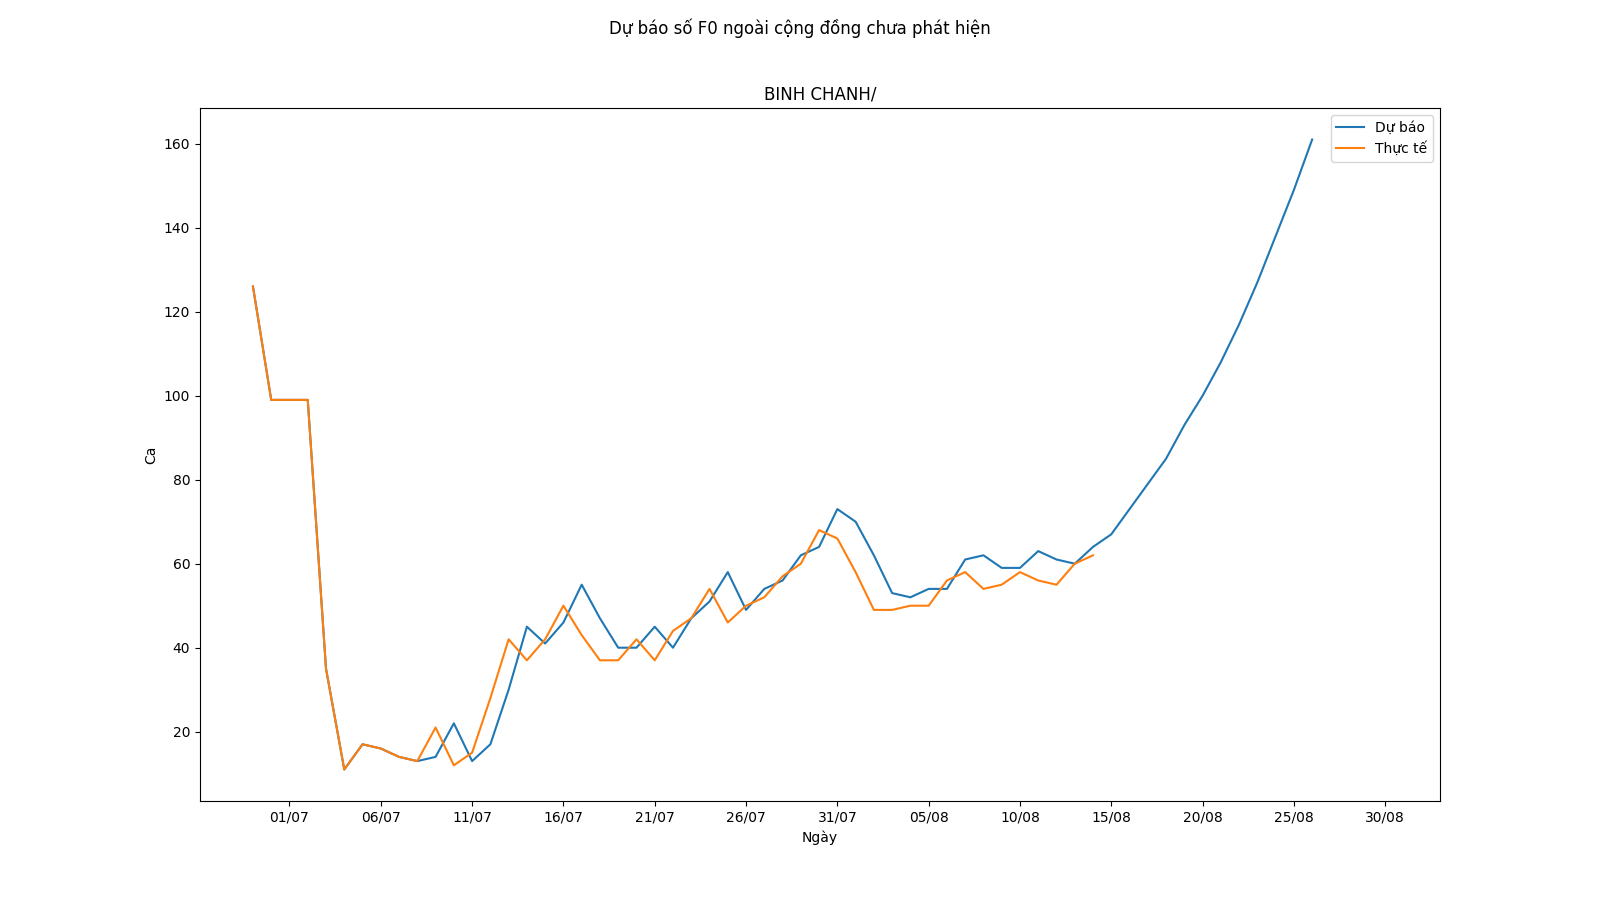 Dự báo số F0 ngoài cộng đồng chưa phát hiện
BINH CHANH/
Dự báo
Thực tế
160
140
120
100
80
60
40
20
Ca
01/07 06/07 11/07 16/07 21/07 26/07 31/07 05/08 10/08 15/08 20/08 25/08 30/08
Ngày